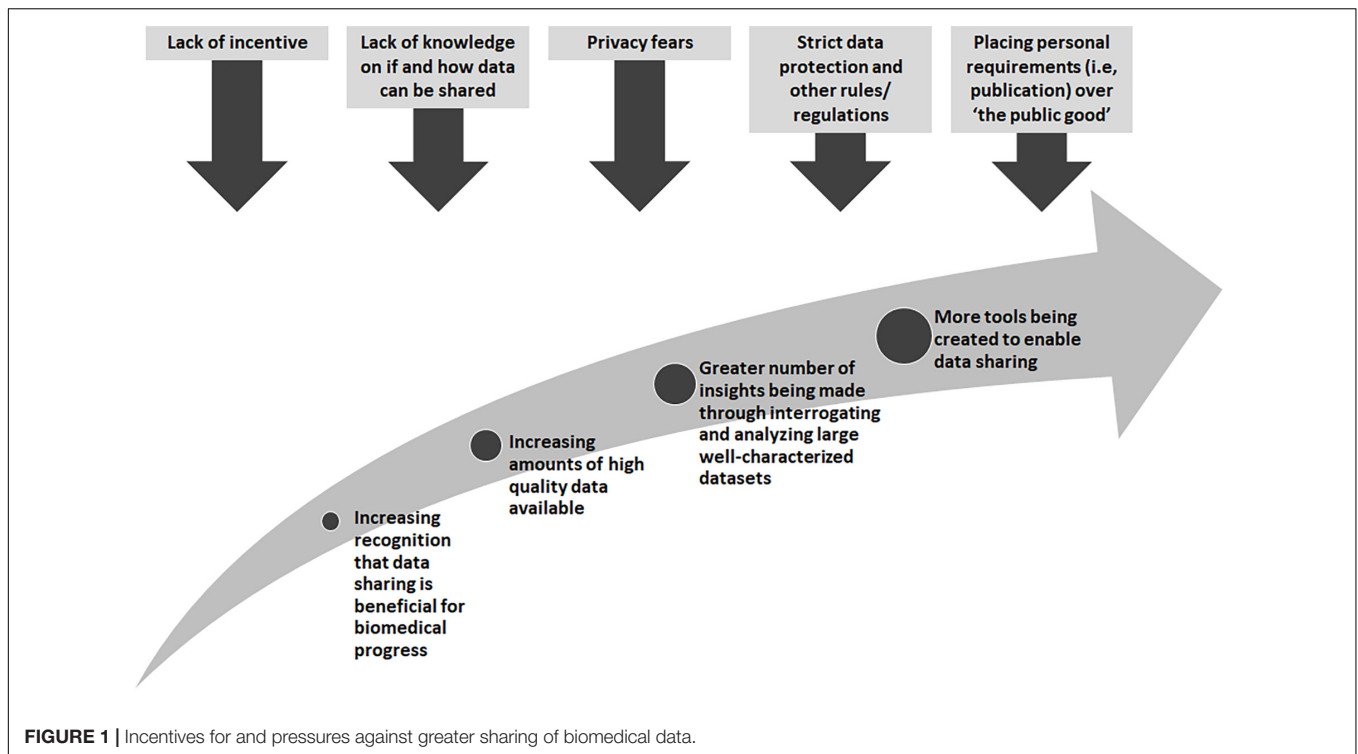 Lack of incentive
Lack of knowledge
on if and how data
can be shared
Privacy fears
Strict data
protection and
other rules/
regulations
Placing personal
requirements (i.e,
publication) over
‘the public good’
More tools being
created to enable
data sharing
Greater number of
insights being made
through interrogating
and analyzing large
well-characterized
datasets
Increasing
amounts of high
quality data
available
Increasing
recognition
that data
sharing is
beneficial for
biomedical
progress
FIGURE 1 | Incentives for and pressures against greater sharing of biomedical data.